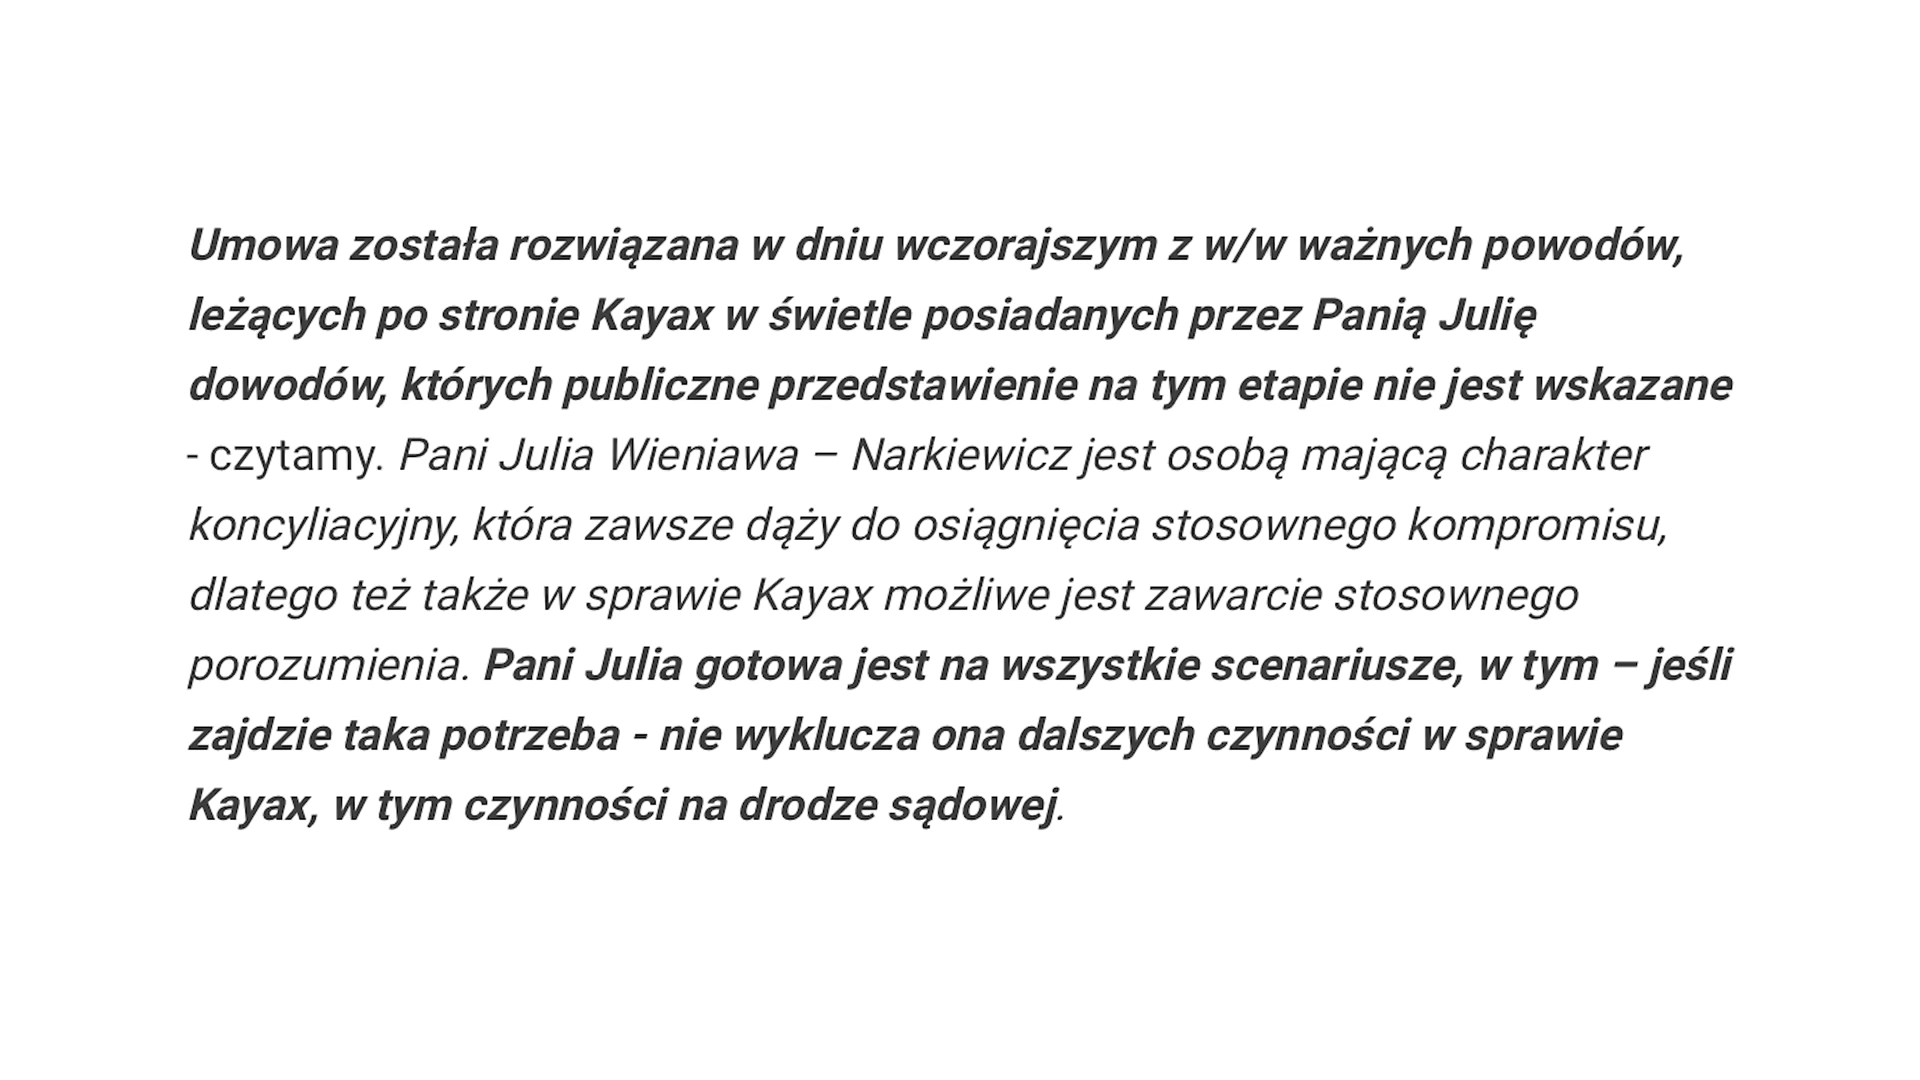 Umowa została rozwiązana w dniu wczorajszym z w/w ważnych powodów,
leżących po stronie Kayax w świetle posiadanych przez Panią Julię
dowodów, których publiczne przedstawienie na tym etapie nie jest wskazane
- czytamy. Pani Julia Wieniawa – Narkiewicz jest osobą mającą charakter
koncyliacyjny, która zawsze dąży do osiągnięcia stosownego kompromisu,
dlatego też także w sprawie Kayax możliwe jest zawarcie stosownego
porozumienia. Pani Julia gotowa jest na wszystkie scenariusze, w tym – jeśli
zajdzie taka potrzeba - nie wyklucza ona dalszych czynności w sprawie
Kayax, w tym czynności na drodze sądowej.